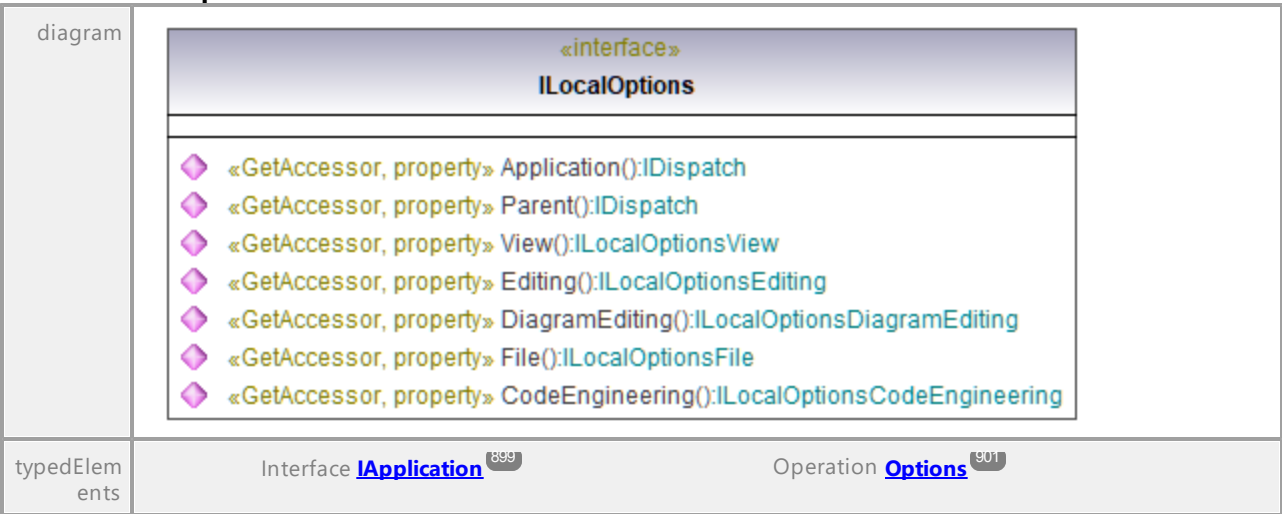 diagram
«interface»
ILocalOptions
«GetAccessor, property» Application():IDispatch
«GetAccessor, property» Parent():IDispatch
«GetAccessor, property» View():ILocalOptionsView
«GetAccessor, property» Editing():ILocalOptionsEditing
«GetAccessor, property» DiagramEditing():ILocalOptionsDiagramEditing
«GetAccessor, property» File():ILocalOptionsFile
«GetAccessor, property» CodeEngineering():ILocalOptionsCodeEngineering
typedElem
ents
Interface IApplication 899 Operation Options 901